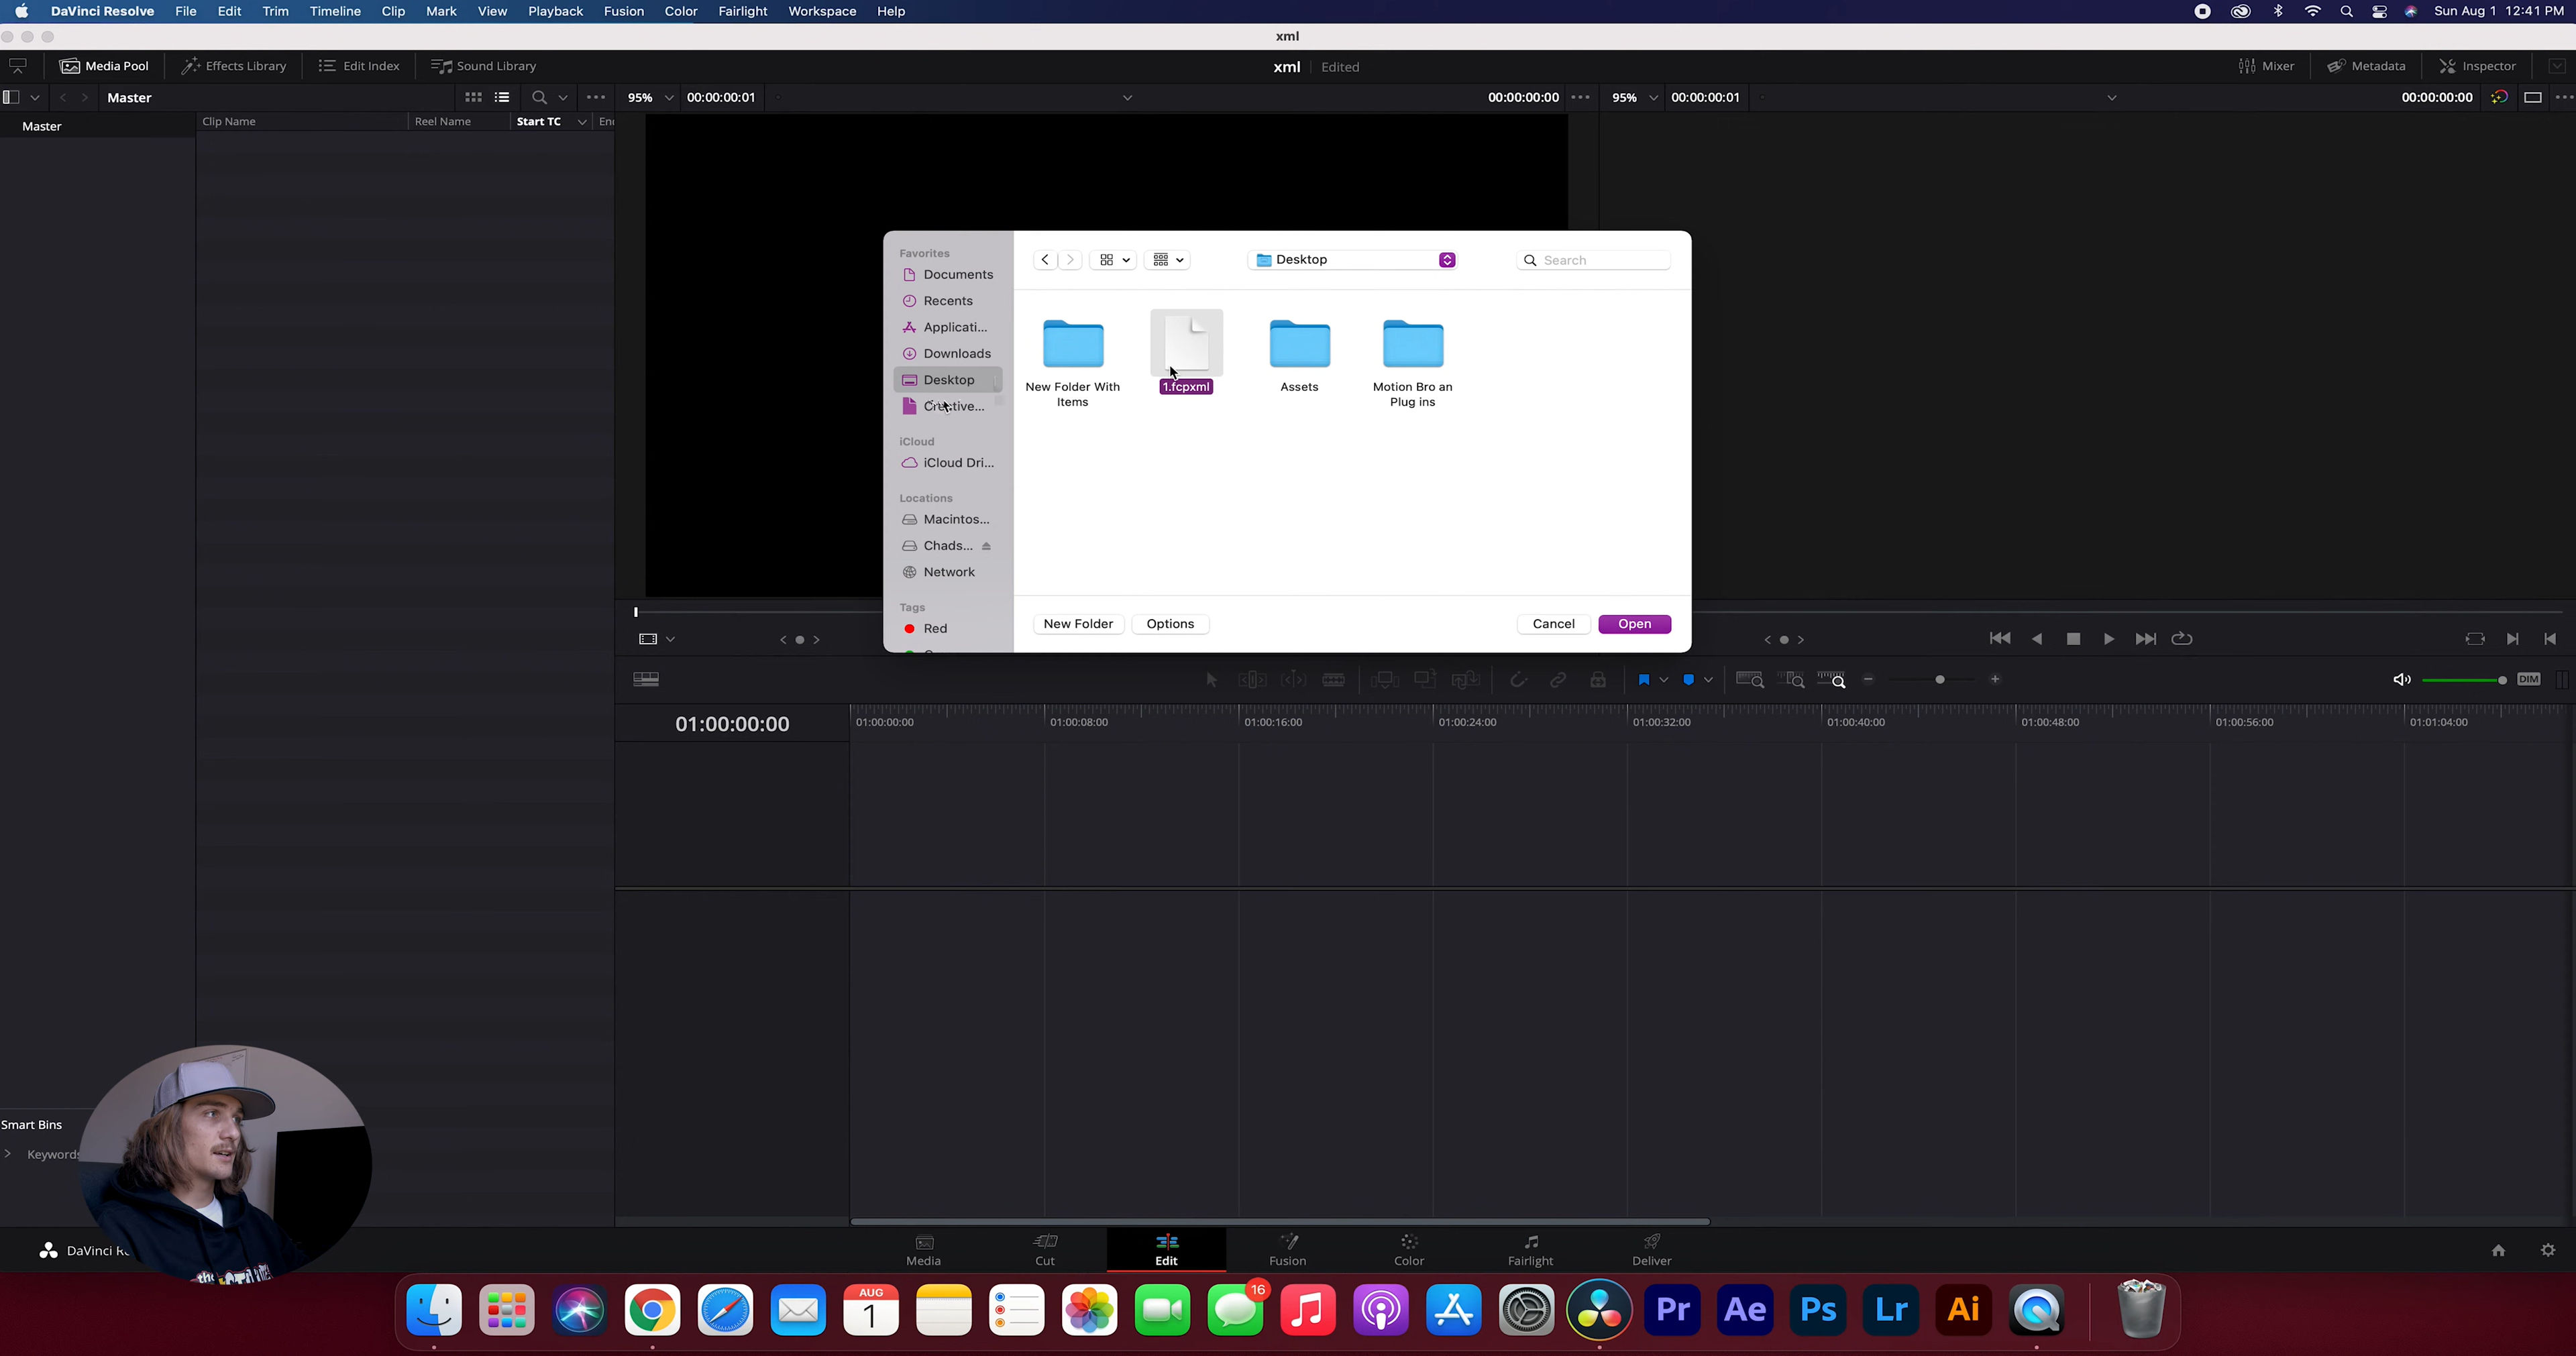 DaVinci Resolve File Edit Trim Timeline Clip Mark View Playback Fusion Color Fairlight Workspace Help Sun Aug 1 12:41 PM
xml
Media Pool Effects Library Edit Index Sound Library xml Edited Mixer Metadata Inspector
Master 95% 00:00:00:01 00:00:00:00 95% 00:00:00:01 00:00:00:00
Master
Clip Name Reel Name Start TC
Favorites
Documents
Recents
Applicati...
Downloads
Desktop
Creative...
iCloud
iCloud Dri...
Locations
Macintos...
Chads...
Network
Tags
Red
Desktop
Search
New Folder With
Items
1.fcpxml
Assets
Motion Bro an
Plug ins
New Folder Options Cancel Open
DIM
01:00:00:00
01:00:00:00 01:00:08:00 01:00:16:00 01:00:24:00 01:00:32:00 01:00:40:00 01:00:48:00 01:00:56:00 01:01:04:00
Smart Bins
Keywords
DaVinci Re
Media Cut Edit Fusion Color Fairlight Deliver
AUG
1
16
Pr Ae Ps Lr Ai